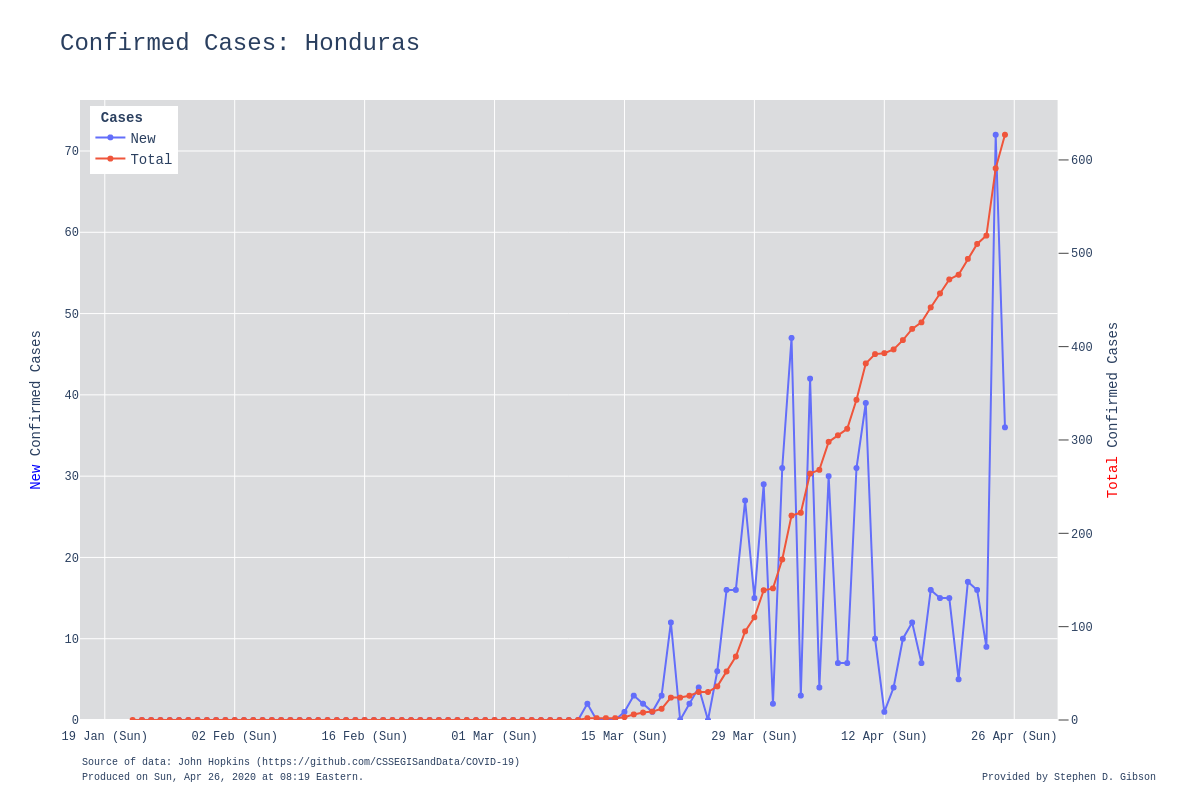 Confirmed Cases: Honduras
Cases
New
Total
70
60
50
40
30
20
10
0
600
500
400
300
200
100
0
New Confirmed Cases
Total Confirmed Cases
19 Jan (Sun) 02 Feb (Sun) 16 Feb (Sun) 01 Mar (Sun) 15 Mar (Sun) 29 Mar (Sun) 12 Apr (Sun) 26 Apr (Sun)
Source of data: John Hopkins (https://github.com/CSSEGISandData/COVID-19)
Produced on Sun, Apr 26, 2020 at 08:19 Eastern.
Provided by Stephen D. Gibson